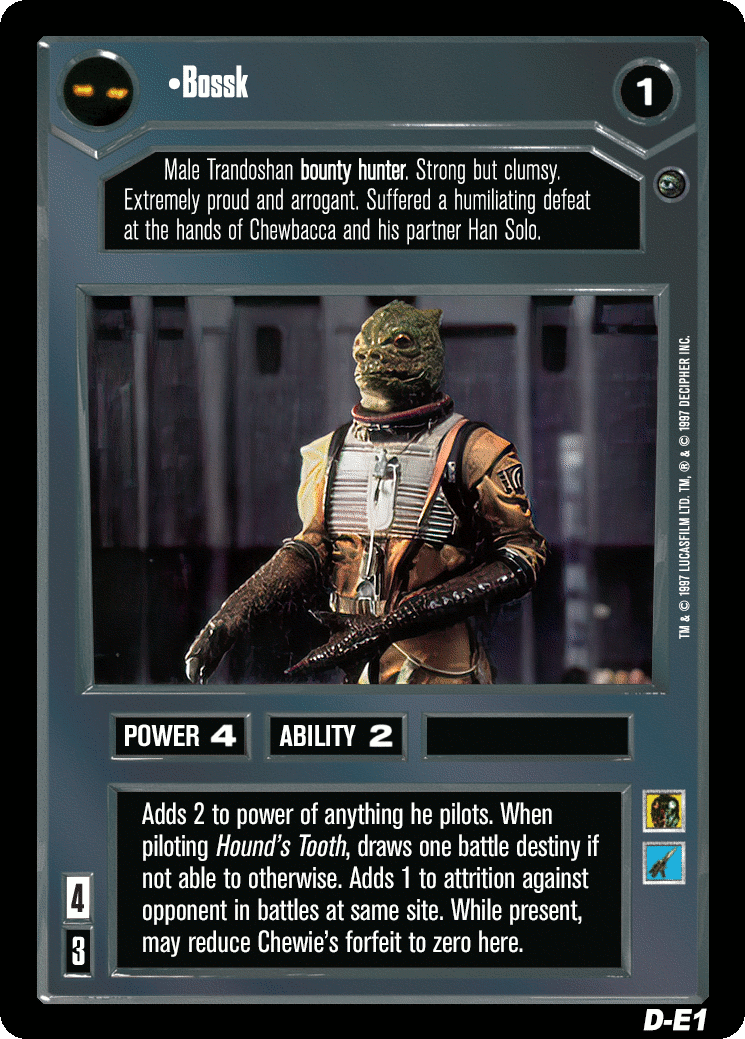 •Bossk
1
Male Trandoshan bounty hunter. Strong but clumsy.
Extremely proud and arrogant. Suffered a humiliating defeat
at the hands of Chewbacca and his partner Han Solo.
TM & © 1997 LUCASFILM LTD. TM, ® & © 1997 DECIPHER INC.
POWER 4
ABILITY 2
Adds 2 to power of anything he pilots. When
piloting Hound's Tooth, draws one battle destiny if
not able to otherwise. Adds 1 to attrition against
opponent in battles at same site. While present,
may reduce Chewie's forfeit to zero here.
4
3
D-E1